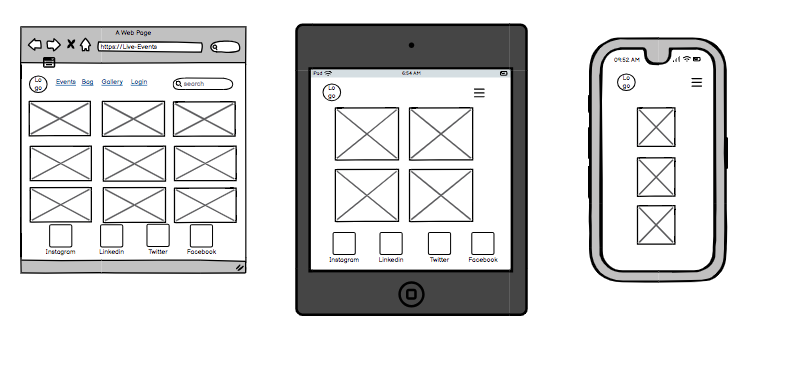 A Web Page
https://Live-Events
Lo
go
Events Bog Gallery Login
search
Instagram Linkedin Twitter Facebook
iPad 6:54 AM
Lo
go
Instagram Linkedin Twitter Facebook
09:52 AM
Lo
go